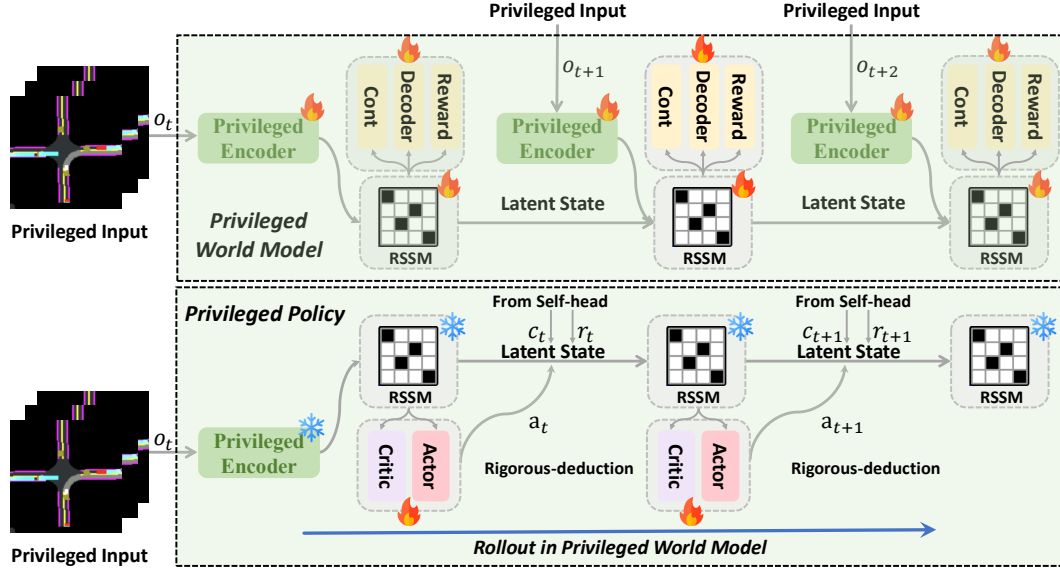 Privileged Input
Privileged Input
o_{t+1}
o_{t+2}
Cont
Decoder
Reward
Cont
Decoder
Reward
Cont
Decoder
Reward
o_t
Privileged
Encoder
Privileged
Encoder
Privileged
Encoder
Latent State
Latent State
Privileged Input
Privileged
World Model
RSSM
RSSM
RSSM
Privileged Policy
From Self-head
From Self-head
c_t
r_t
c_{t+1}
r_{t+1}
Latent State
Latent State
RSSM
RSSM
RSSM
a_t
a_{t+1}
o_t
Privileged
Encoder
Critic
Actor
Rigorous-deduction
Critic
Actor
Rigorous-deduction
Privileged Input
Rollout in Privileged World Model